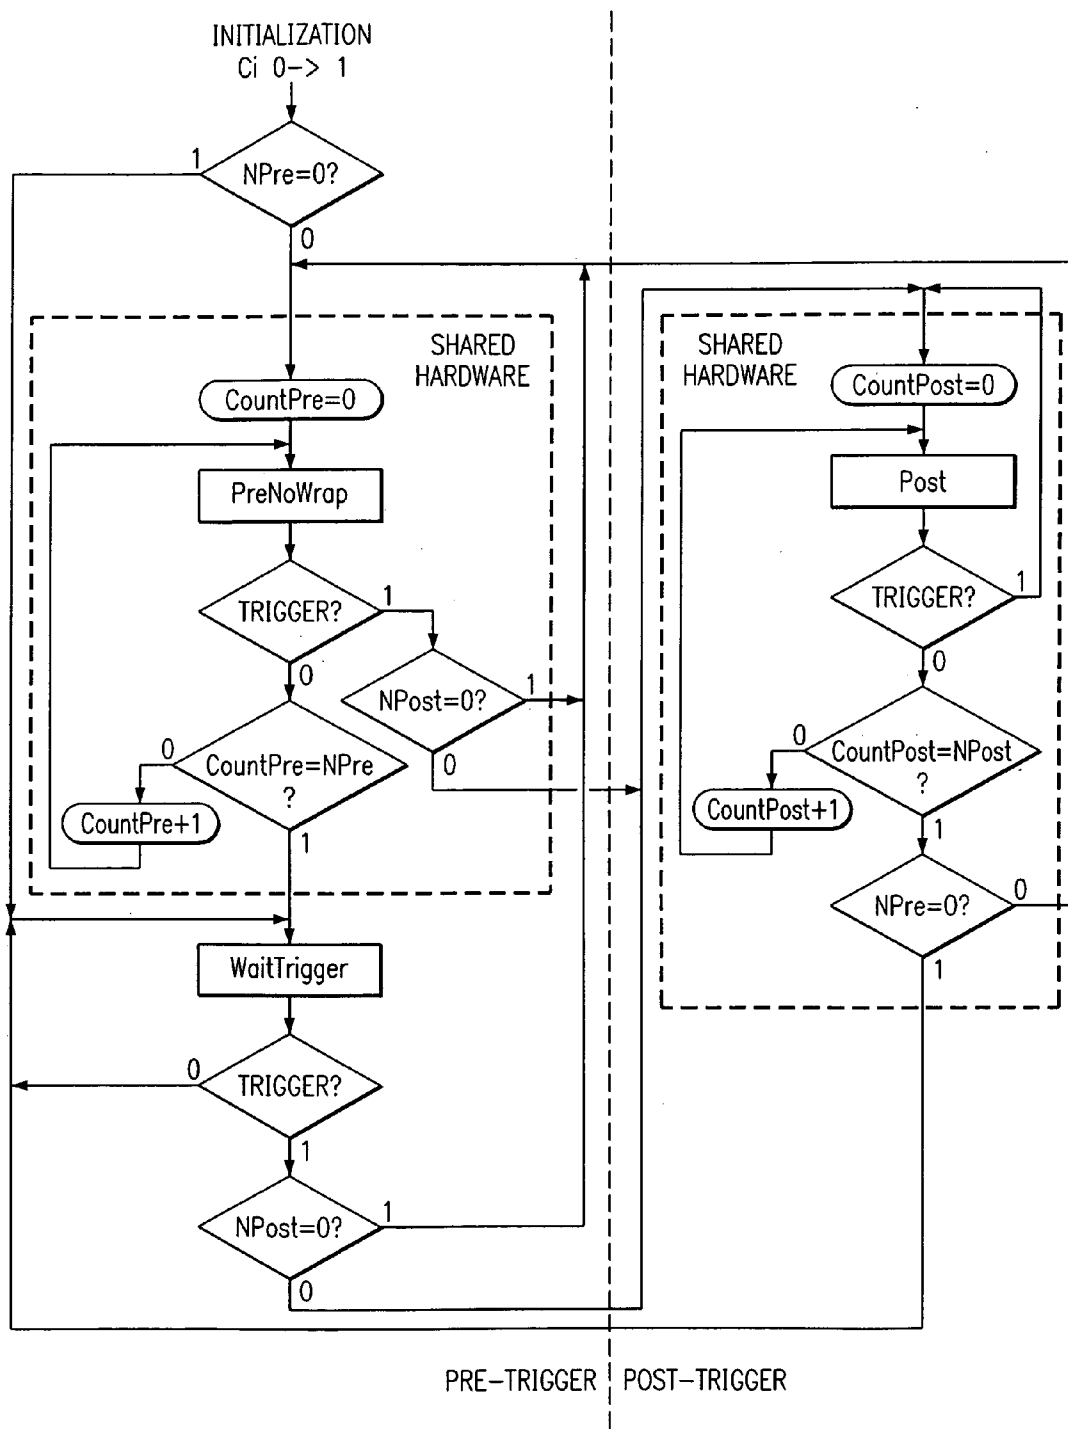 INITIALIZATION
Ci 0-> 1
NPre=0?
1
0
SHARED
HARDWARE
CountPre=0
PreNoWrap
TRIGGER?
1
0
NPost=0?
1
0
CountPre=NPre
?
0
1
CountPre+1
WaitTrigger
TRIGGER?
0
1
NPost=0?
1
0
SHARED
HARDWARE
CountPost=0
Post
TRIGGER?
1
0
CountPost=NPost
?
0
1
CountPost+1
NPre=0?
0
1
PRE-TRIGGER
POST-TRIGGER